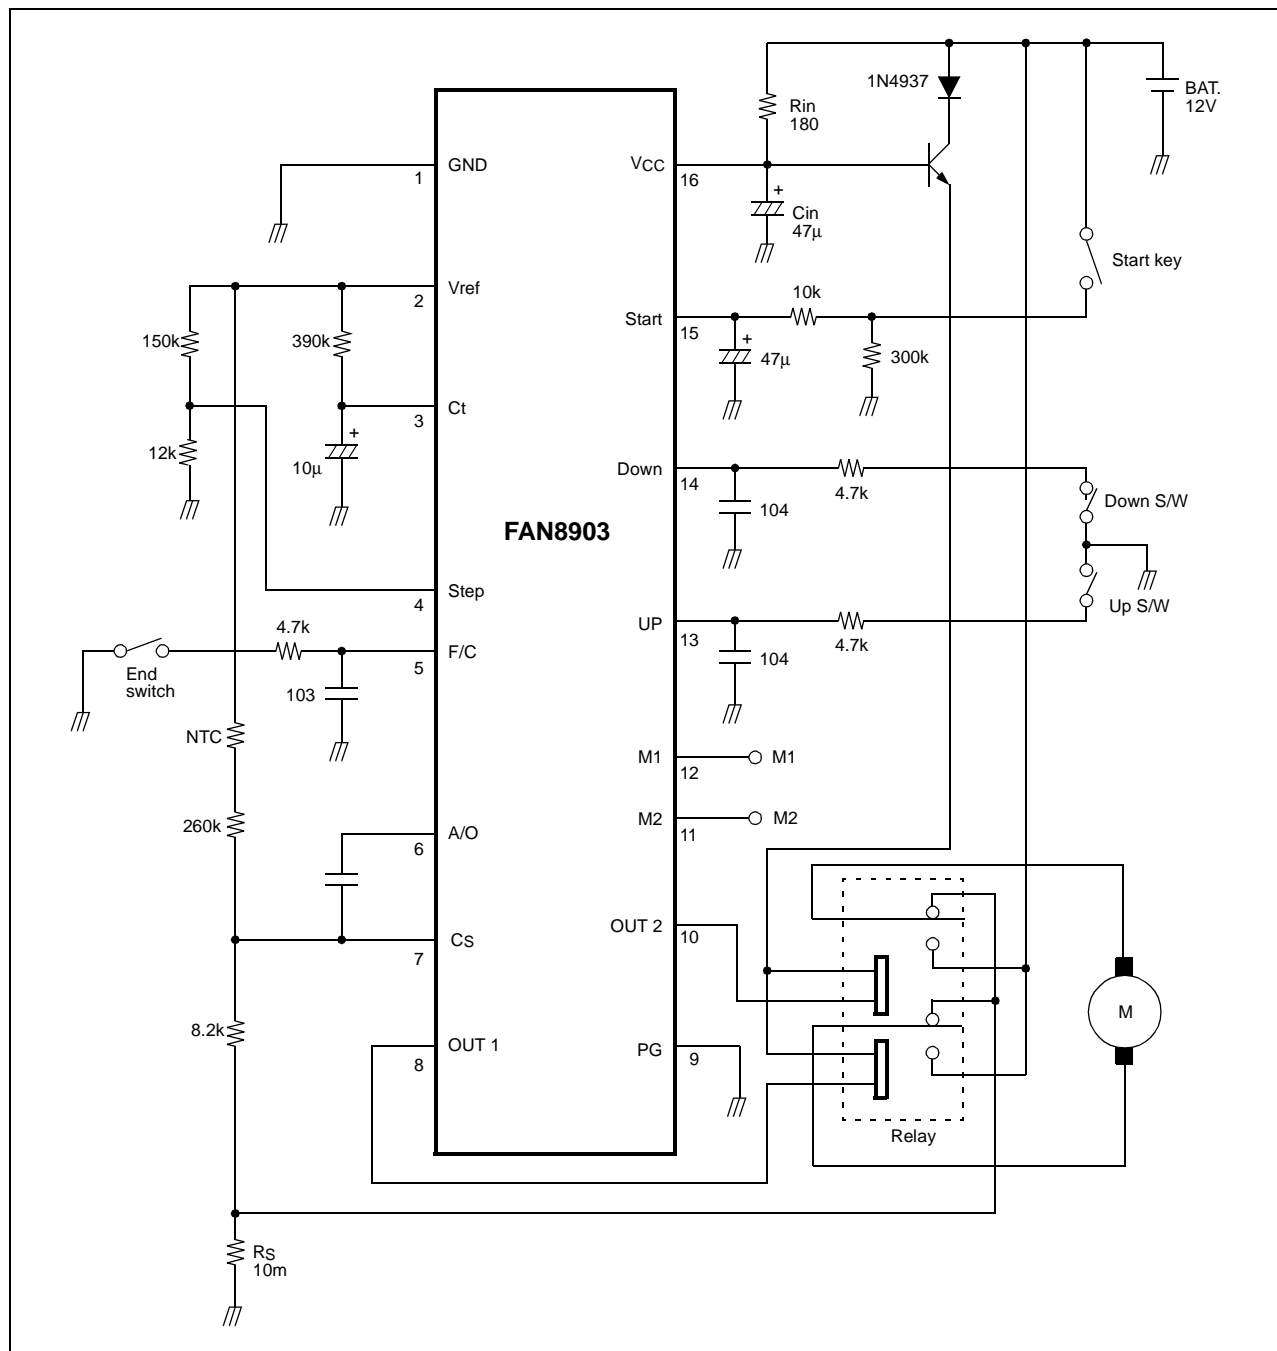 1N4937
BAT.
12V
Rin
180
GND
1
VCC
16
+
Cin
47µ
Start key
Vref
2
10k
Start
15
150k
390k
+
47µ
300k
Ct
3
12k
+
10µ
Down
14
4.7k
104
Down S/W
FAN8903
Step
4
Up S/W
UP
13
4.7k
4.7k
F/C
5
End
switch
103
104
NTC
M1
12
M1
M2
11
M2
260k
A/O
6
OUT 2
10
CS
7
M
8.2k
OUT 1
8
PG
9
Relay
RS
10m